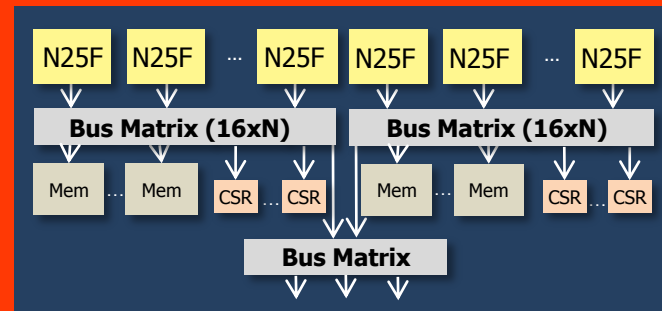 N25F N25F ... N25F N25F N25F ... N25F
Bus Matrix (16xN) Bus Matrix (16xN)
Mem ... Mem CSR ... CSR Mem ... Mem CSR ... CSR
Bus Matrix